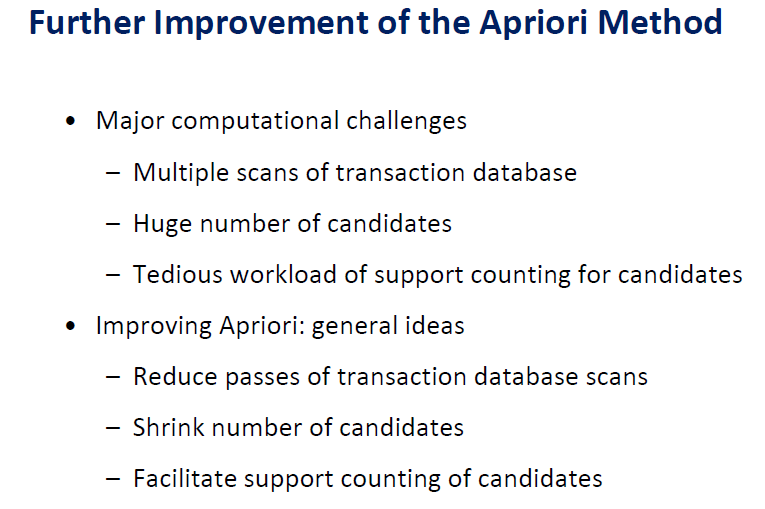 Further Improvement of the Apriori Method
• Major computational challenges
– Multiple scans of transaction database
– Huge number of candidates
– Tedious workload of support counting for candidates
• Improving Apriori: general ideas
– Reduce passes of transaction database scans
– Shrink number of candidates
– Facilitate support counting of candidates